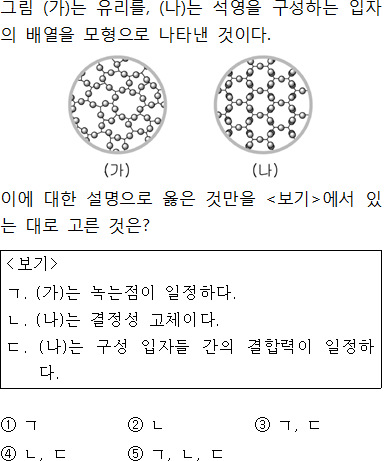 그림 (가)는 유리를, (나)는 석영을 구성하는 입자
의 배열을 모형으로 나타낸 것이다.
(가) (나)
이에 대한 설명으로 옳은 것만을 <보기>에서 있
는 대로 고른 것은?
<보기>
ㄱ. (가)는 녹는점이 일정하다.
ㄴ. (나)는 결정성 고체이다.
ㄷ. (나)는 구성 입자들 간의 결합력이 일정하
다.
① ㄱ ② ㄴ ③ ㄱ, ㄷ
④ ㄴ, ㄷ ⑤ ㄱ, ㄴ, ㄷ